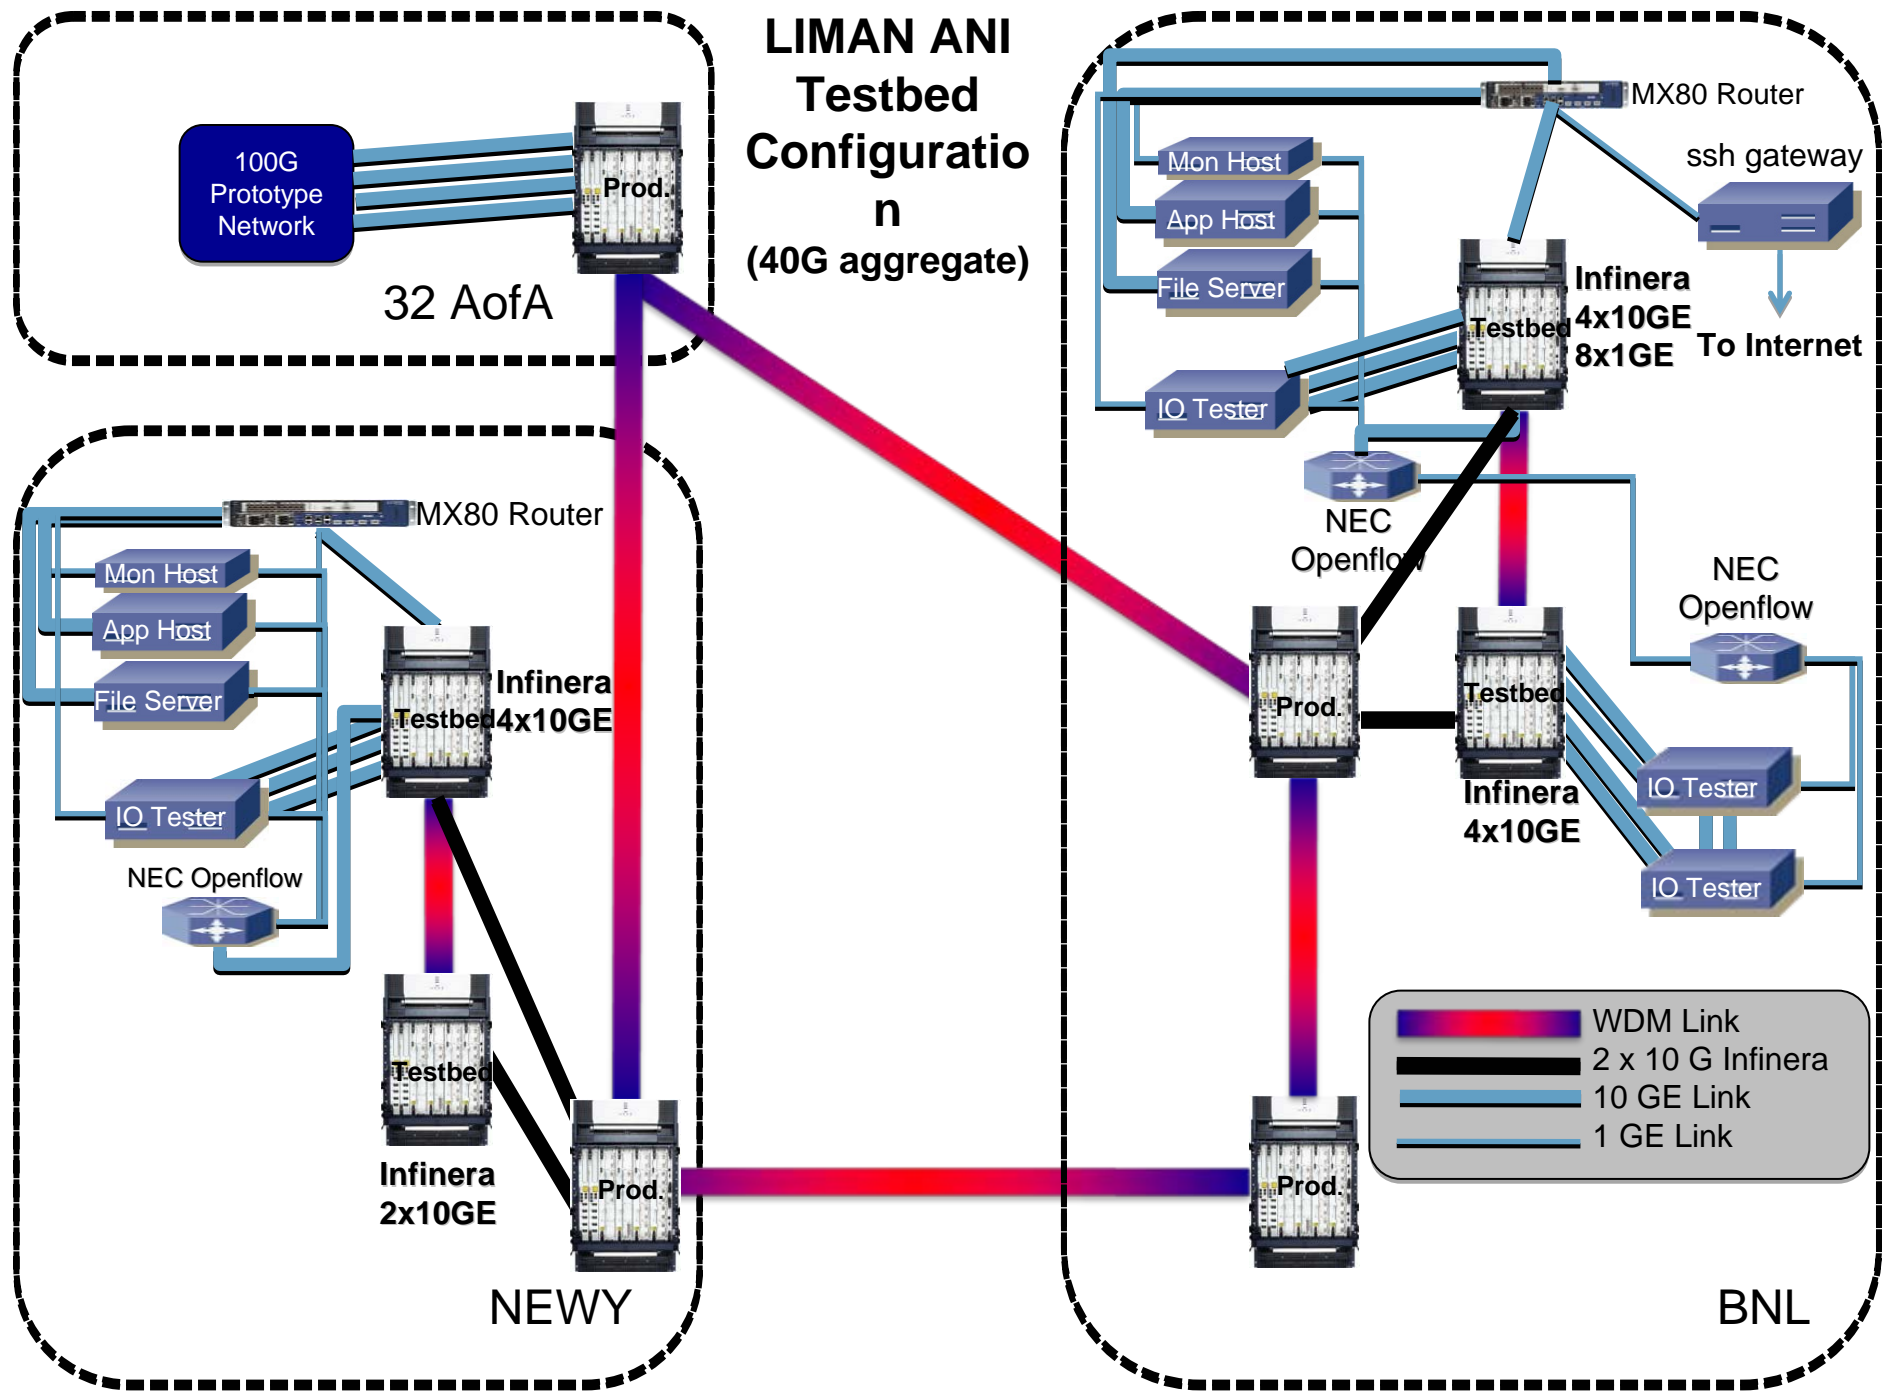 LIMAN ANI
Testbed
Configuratio
n
(40G aggregate)
100G
Prototype
Network
Prod.
32 AofA
MX80 Router
Mon Host
App Host
File Server
IO Tester
NEC Openflow
Testbed
Infinera
4x10GE
Testbed
Infinera
2x10GE
Prod.
NEWY
MX80 Router
ssh gateway
To Internet
Mon Host
App Host
File Server
IO Tester
Testbed
Infinera
4x10GE
8x1GE
NEC
Openflow
NEC
Openflow
Prod.
Testbed
Infinera
4x10GE
IO Tester
IO Tester
Prod.
WDM Link
2 x 10 G Infinera
10 GE Link
1 GE Link
BNL